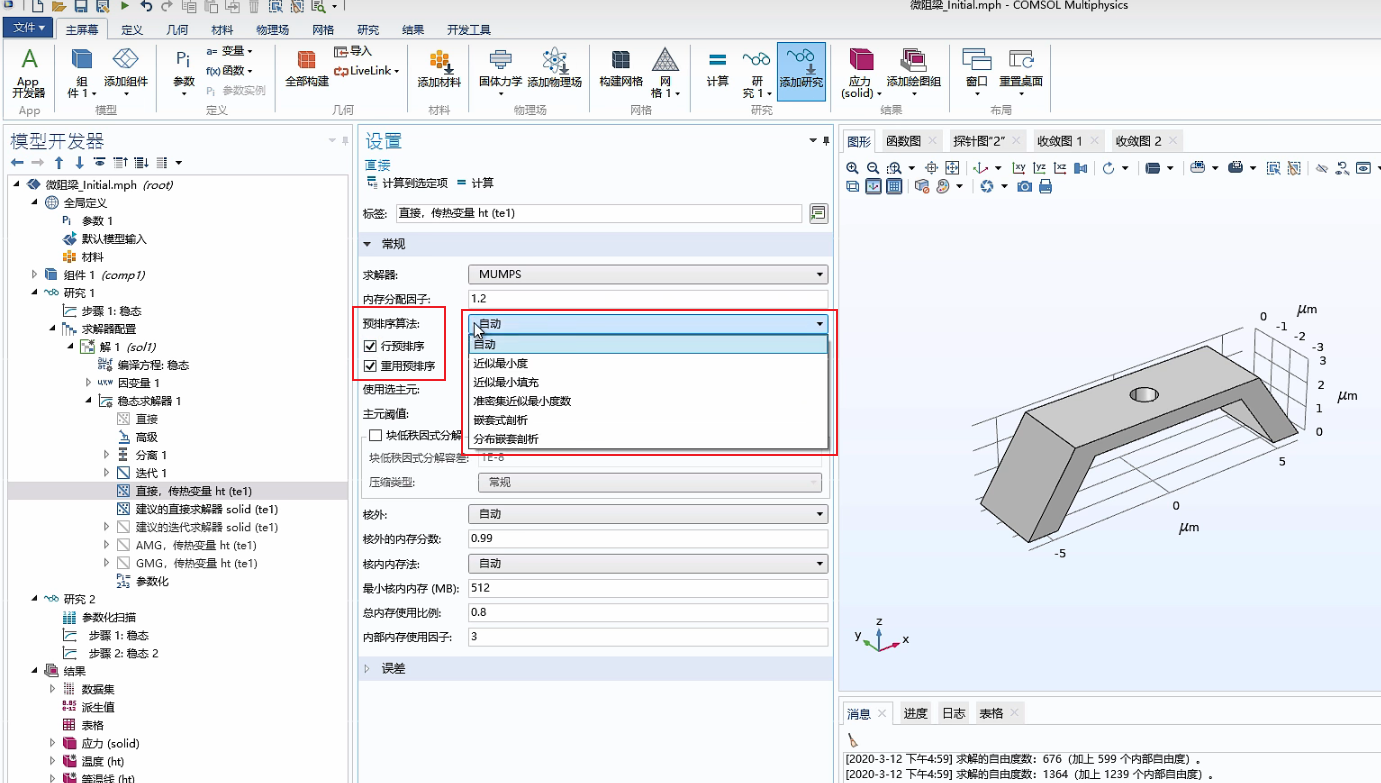 微阻梁_Initial.mph - COMSOL Multiphysics
文件 主屏幕 定义 几何 材料 物理场 网格 研究 结果 开发工具
App 开发器
组件 1
添加组件
参数
a= 变量
f(x) 函数
Pi 参数实例
全部构建
导入
LiveLink
添加材料
固体力学
添加物理场
构建网格
网格 1
计算
研究 1
添加研究
应力 (solid)
添加绘图组
窗口
重置桌面
App 模型 定义 几何 材料 物理场 网格 研究 结果 布局
模型开发器
微阻梁_Initial.mph (root)
全局定义
Pi 参数 1
默认模型输入
材料
组件 1 (comp1)
研究 1
步骤 1: 稳态
求解器配置
解 1 (sol1)
编译方程: 稳态
因变量 1
稳态求解器 1
直接
高级
分离 1
迭代 1
直接，传热变量 ht (te1)
建议的直接求解器 solid (te1)
建议的迭代求解器 solid (te1)
AMG，传热变量 ht (te1)
GMG，传热变量 ht (te1)
参数化
研究 2
参数化扫描
步骤 1: 稳态
步骤 2: 稳态 2
结果
数据集
派生值
表格
应力 (solid)
温度 (ht)
等温线 (ht)
设置
直接
计算到选定项 = 计算
标签: 直接，传热变量 ht (te1)
常规
求解器: MUMPS
内存分配因子: 1.2
预排序算法: 自动
行预排序
重用预排序
自动
近似最小度
近似最小填充
准密集近似最小度数
嵌套式剖析
分布嵌套剖析
使用选主元:
主元阈值:
块低秩因式分解
块低秩因式分解容差: 1E-8
压缩类型: 常规
核外: 自动
核外的内存分数: 0.99
核内内存法: 自动
最小核内内存 (MB): 512
总内存使用比例: 0.8
内部内存使用因子: 3
误差
图形 函数图 探针图“2” 收敛图 1 收敛图 2
xy yz xz
0
-1
-2
-3
μm
3
2
1
0
μm
5
0
-5
μm
z
y
x
消息 进度 日志 表格
[2020-3-12 下午4:59] 求解的自由度数：676（加上 599 个内部自由度）。
[2020-3-12 下午4:59] 求解的自由度数：1364（加上 1239 个内部自由度）。